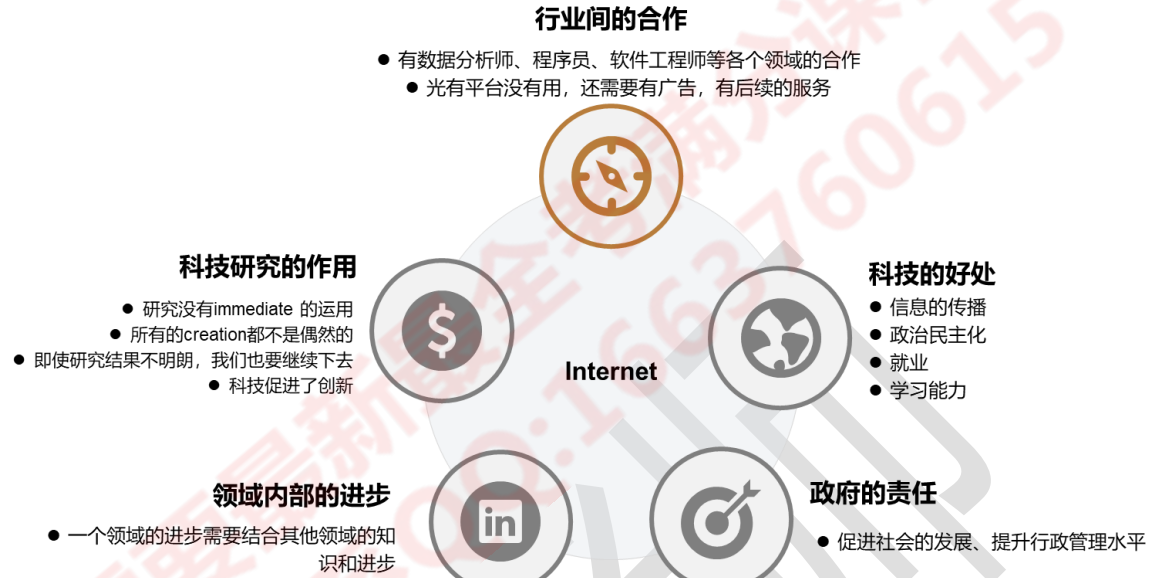 行业间的合作
● 有数据分析师、程序员、软件工程师等各个领域的合作
● 光有平台没有用，还需要有广告，有后续的服务
科技研究的作用
● 研究没有immediate 的运用
● 所有的creation都不是偶然的
● 即使研究结果不明朗，我们也要继续下去
● 科技促进了创新
科技的好处
● 信息的传播
● 政治民主化
● 就业
● 学习能力
Internet
领域内部的进步
● 一个领域的进步需要结合其他领域的知
识和进步
in
政府的责任
● 促进社会的发展、提升行政管理水平
$
QQ:1663760615